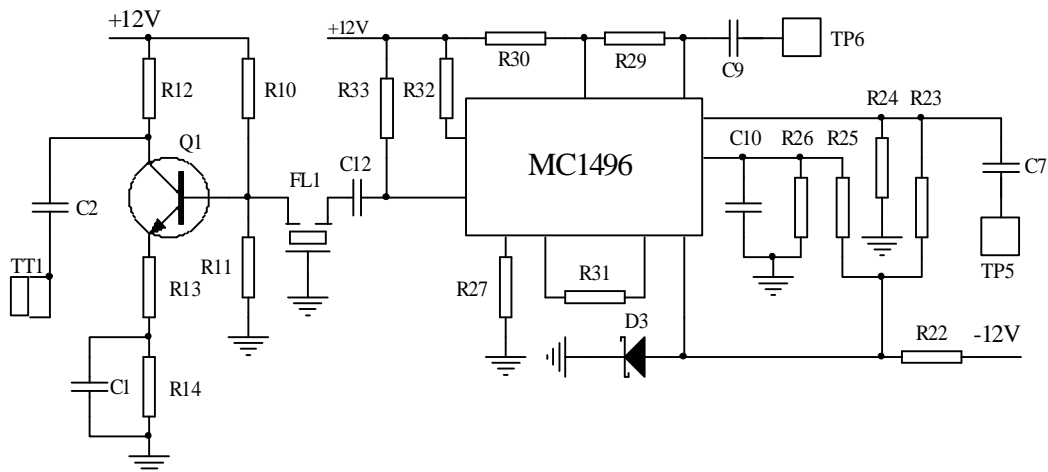 +12V
+12V
R30
R29
TP6
C9
R12
R10
R33
R32
R24
R23
Q1
C10
R26
R25
C12
FL1
MC1496
C7
C2
TT1
R11
R13
R27
R31
TP5
D3
R22
-12V
C1
R14